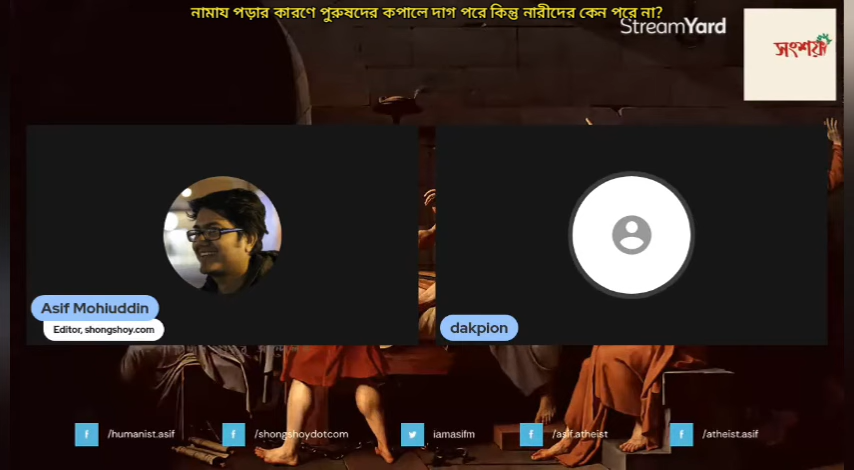 নামায পড়ার কারণে পুরুষদের কপালে দাগ পরে কিন্তু নারীদের কেন পরে না?
StreamYard
সংশয়
Asif Mohiuddin
Editor, shongshoy.com
dakpion
/humanist.asif
/shongshoydotcom
iamasifm
/asif.atheist
/atheist.asif